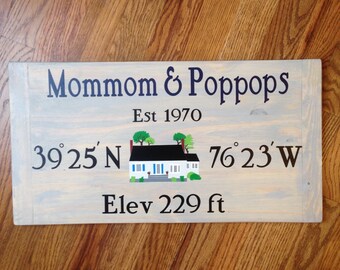 Mommom & Poppops
Est 1970
39°25'N 76°23'W
Elev 229 ft